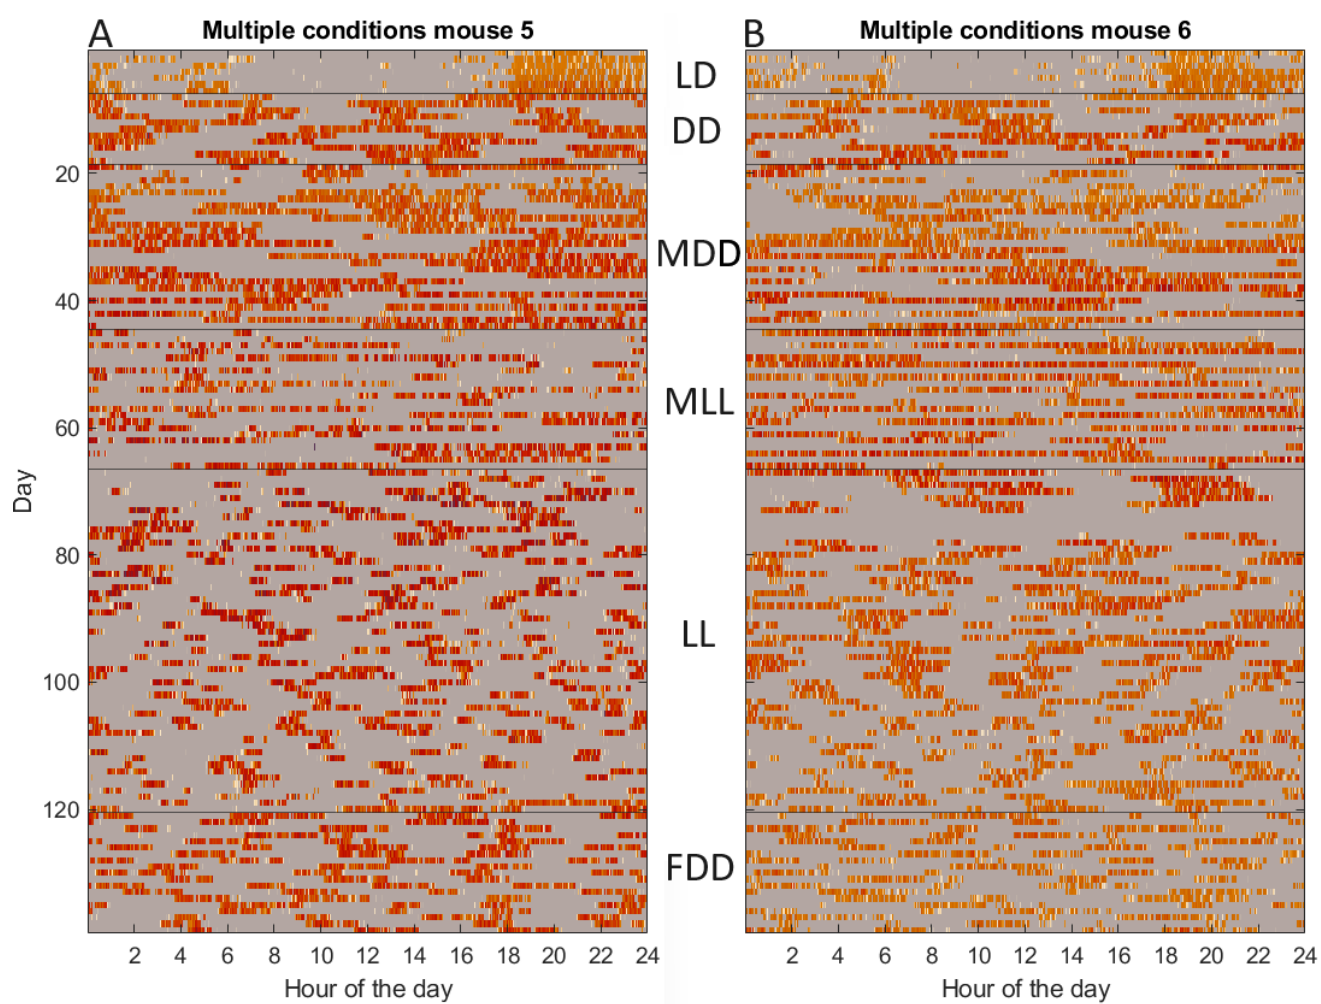 A
Multiple conditions mouse 5
B
Multiple conditions mouse 6
LD
DD
MDD
MLL
LL
FDD
Day
20
40
60
80
100
120
2 4 6 8 10 12 14 16 18 20 22 24
Hour of the day
2 4 6 8 10 12 14 16 18 20 22 24
Hour of the day